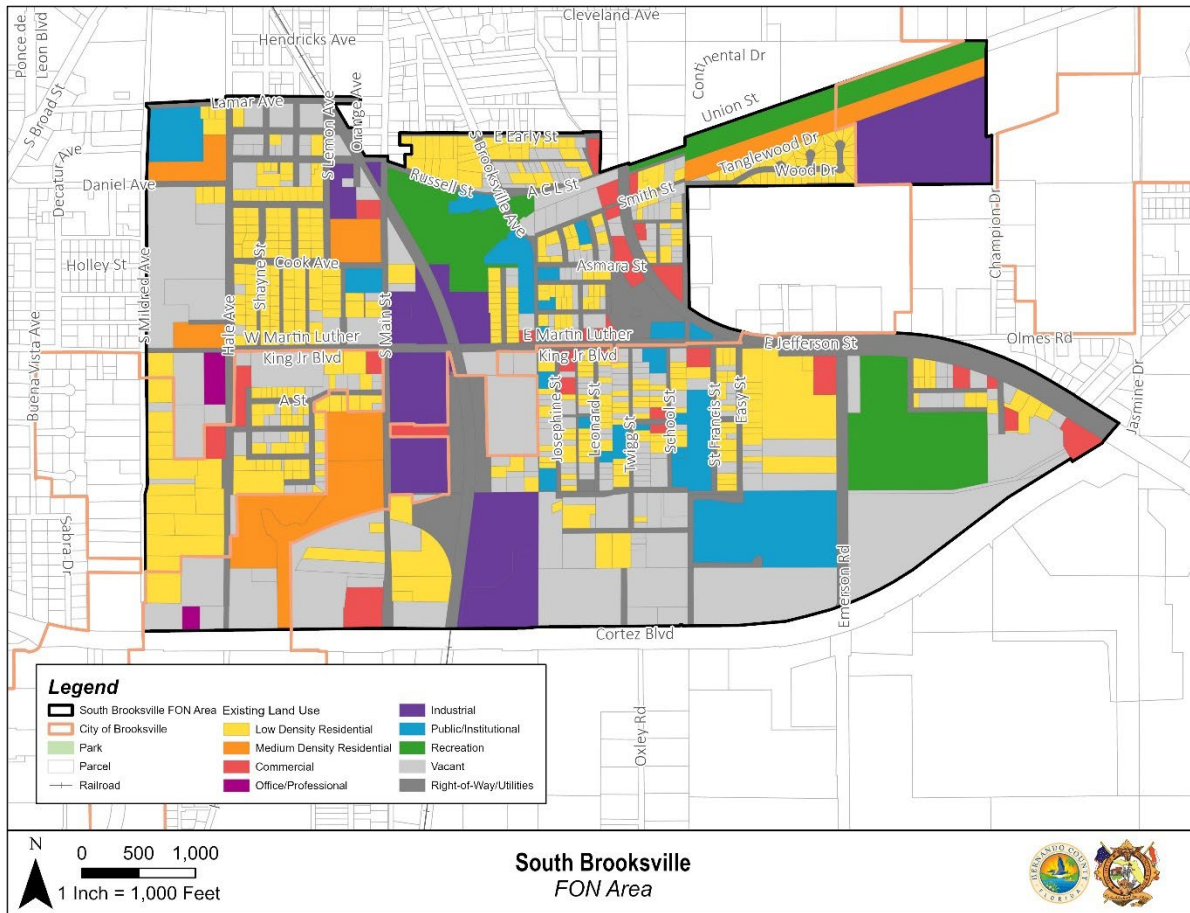 Cleveland Ave
Ponce de
Leon Blvd
Hendricks Ave
Continental Dr
S Broad St
Lamar Ave
S Lemon Ave
Orange Ave
Union St
E Early St
S Brooksville Ave
Decatur Ave
Daniel Ave
Russell St
A C L St
Smith St
Tanglewood Dr
Wood Dr
Champion Dr
Holley St
S Mildred Ave
Shayne St
Cook Ave
Asmara St
Hale Ave
S Main St
W Martin Luther
King Jr Blvd
E Martin Luther
King Jr Blvd
E Jefferson St
Olmes Rd
Jasmine Dr
Buena Vista Ave
A St
Josephine St
Leonard St
Twigg St
School St
St Francis St
Easy St
Sabra Dr
Emerson Rd
Cortez Blvd
Oxley Rd
Legend
South Brooksville FON Area
City of Brooksville
Park
Parcel
Railroad
Existing Land Use
Low Density Residential
Medium Density Residential
Commercial
Office/Professional
Industrial
Public/Institutional
Recreation
Vacant
Right-of-Way/Utilities
N
0 500 1,000
1 Inch = 1,000 Feet
South Brooksville
FON Area
HERNANDO COUNTY
FLORIDA